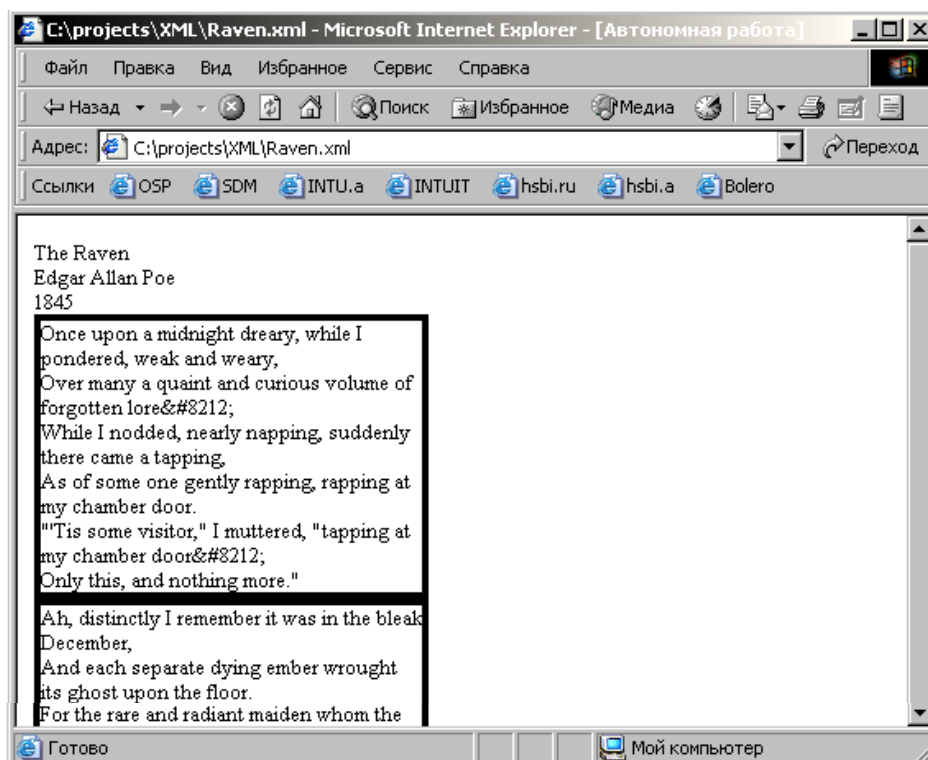 C:\projects\XML\Raven.xml - Microsoft Internet Explorer - [Автономная работа]
Файл Правка Вид Избранное Сервис Справка
Назад Поиск Избранное Медиа
Адрес: C:\projects\XML\Raven.xml Переход
Ссылки OSP SDM INTU.a INTUIT hsbi.ru hsbi.a Bolero
The Raven
Edgar Allan Poe
1845
Once upon a midnight dreary, while I
pondered, weak and weary,
Over many a quaint and curious volume of
forgotten lore&#8212;
While I nodded, nearly napping, suddenly
there came a tapping,
As of some one gently rapping, rapping at
my chamber door.
"'Tis some visitor," I muttered, "tapping at
my chamber door&#8212;
Only this, and nothing more."
Ah, distinctly I remember it was in the bleak
December,
And each separate dying ember wrought
its ghost upon the floor.
For the rare and radiant maiden whom the
Готово Мой компьютер